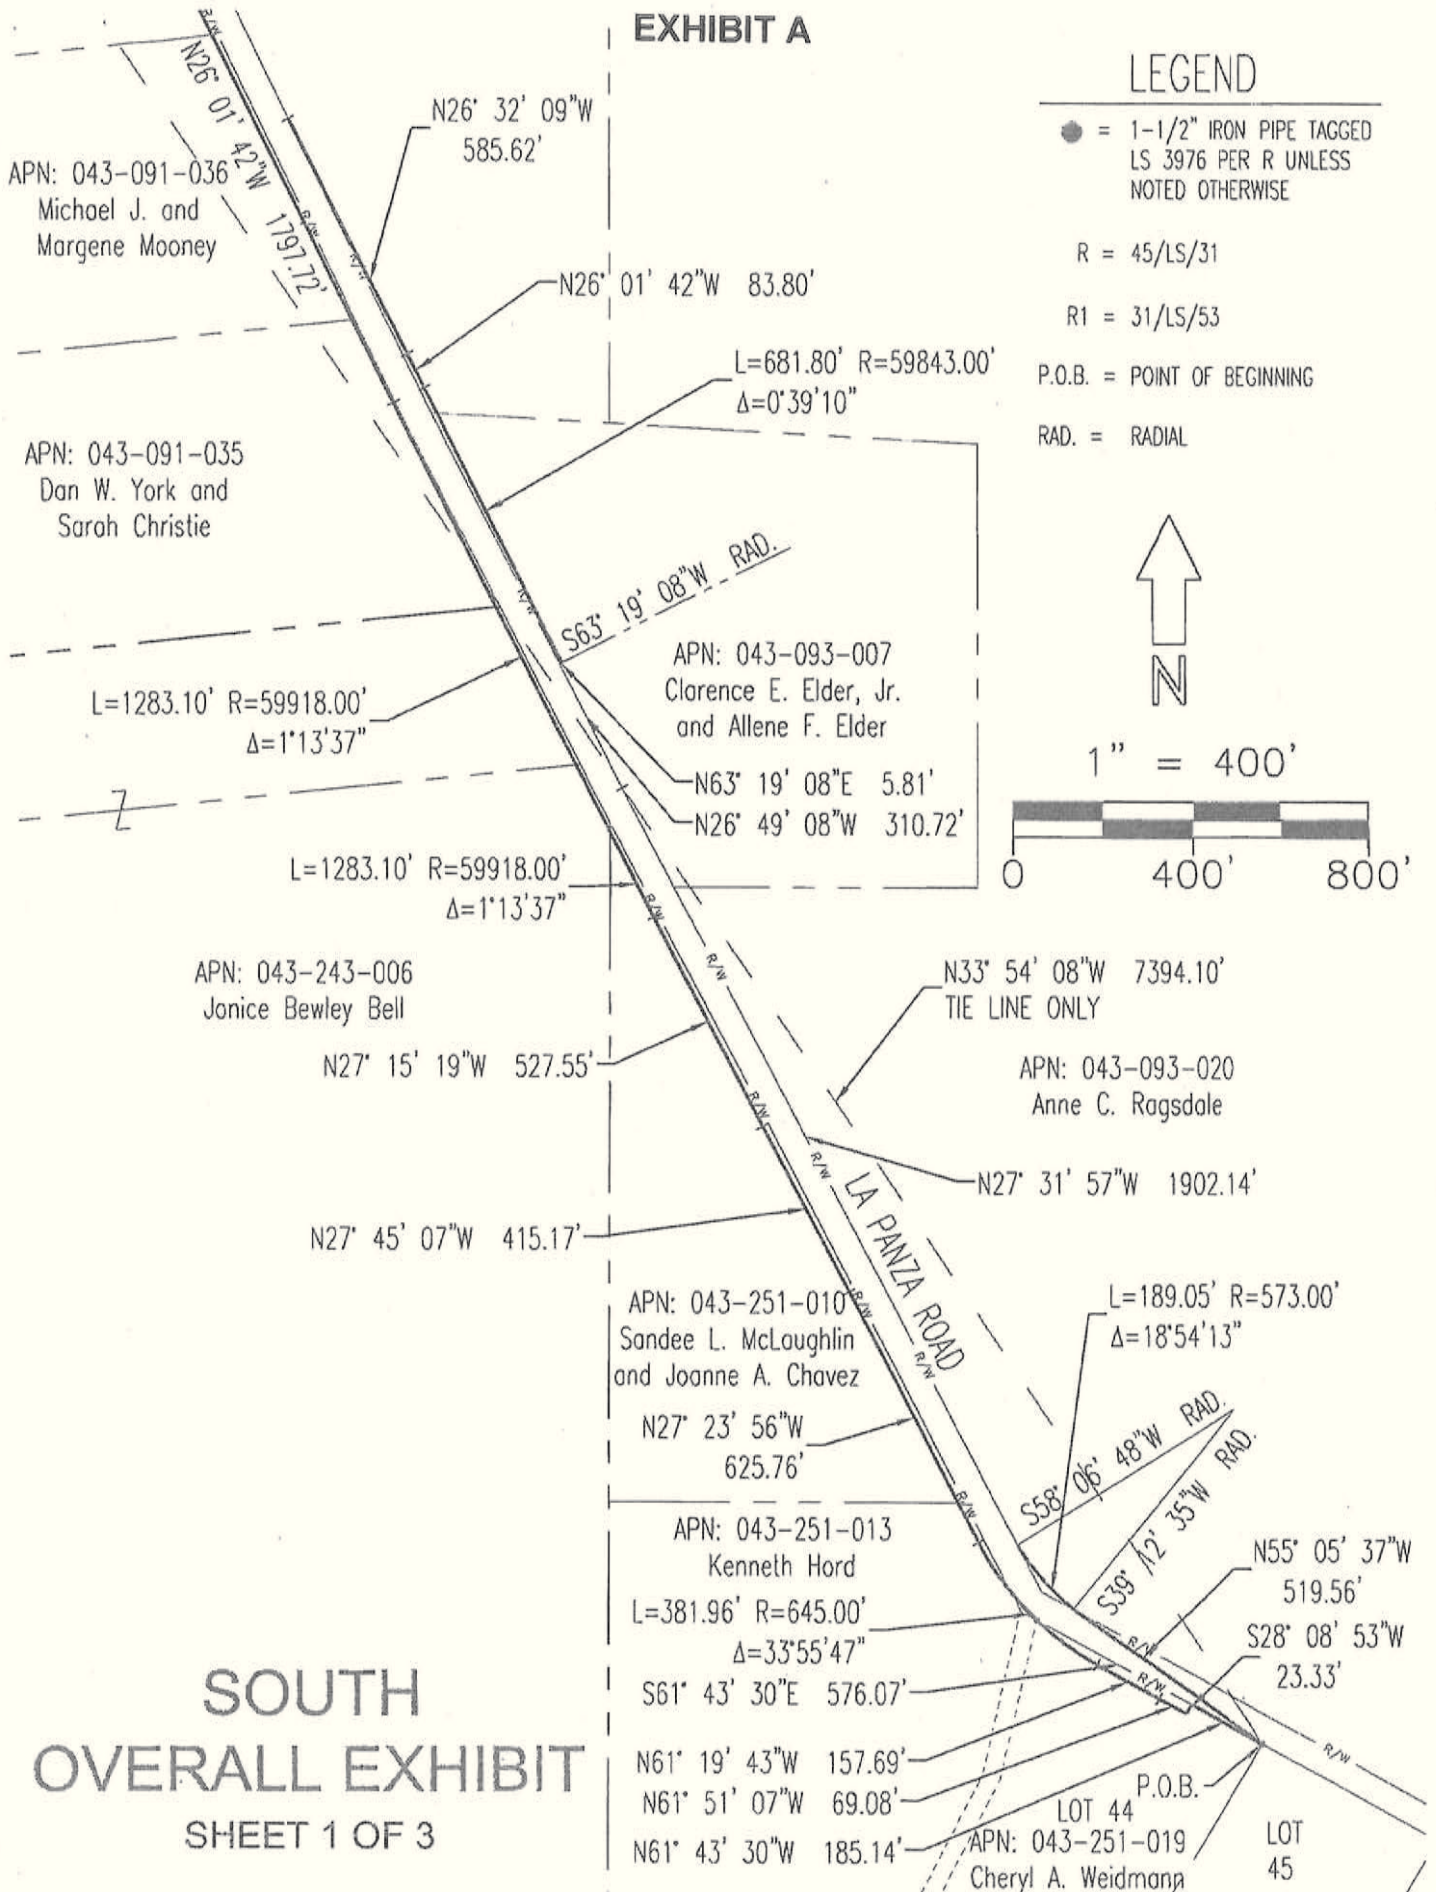 EXHIBIT A
LEGEND
= 1-1/2" IRON PIPE TAGGED
LS 3976 PER R UNLESS
NOTED OTHERWISE
R = 45/LS/31
R1 = 31/LS/53
P.O.B. = POINT OF BEGINNING
RAD. = RADIAL
N
1" = 400'
0 400' 800'
R/W
N26° 01' 42"W 1797.72'
N26° 32' 09"W
585.62'
APN: 043-091-036
Michael J. and
Margene Mooney
R/W
R/W
N26° 01' 42"W 83.80'
L=681.80' R=59843.00'
Δ=0°39'10"
APN: 043-091-035
Dan W. York and
Sarah Christie
R/W
S63° 19' 08"W RAD.
APN: 043-093-007
Clarence E. Elder, Jr.
and Allene F. Elder
L=1283.10' R=59918.00'
Δ=1°13'37"
N63° 19' 08"E 5.81'
N26° 49' 08"W 310.72'
L=1283.10' R=59918.00'
Δ=1°13'37"
R/W
R/W
APN: 043-243-006
Janice Bewley Bell
N33° 54' 08"W 7394.10'
TIE LINE ONLY
N27° 15' 19"W 527.55'
APN: 043-093-020
Anne C. Ragsdale
R/W
R/W
N27° 31' 57"W 1902.14'
LA PANZA ROAD
N27° 45' 07"W 415.17'
APN: 043-251-010
Sandee L. McLaughlin
and Joanne A. Chavez
R/W
R/W
L=189.05' R=573.00'
Δ=18°54'13"
N27° 23' 56"W
625.76'
R/W
S58° 06' 48"W RAD.
S39° 12' 35"W RAD.
APN: 043-251-013
Kenneth Hord
N55° 05' 37"W
519.56'
L=381.96' R=645.00'
Δ=33°55'47"
R/W
S28° 08' 53"W
23.33'
S61° 43' 30"E 576.07'
R/W
R/W
N61° 19' 43"W 157.69'
N61° 51' 07"W 69.08'
N61° 43' 30"W 185.14'
P.O.B.
LOT 44
APN: 043-251-019
Cheryl A. Weidmann
LOT
45
SOUTH
OVERALL EXHIBIT
SHEET 1 OF 3